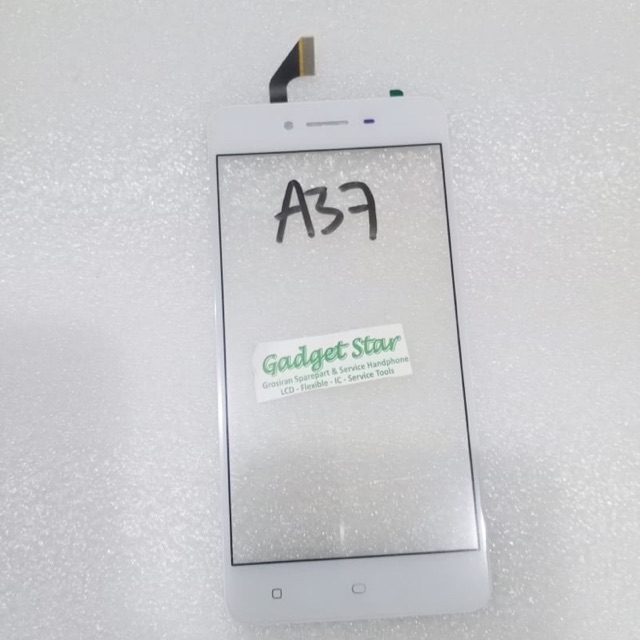 A37
Gadget Star
Grosiran Sparepart & Service Handphone
LCD - Flexible - IC - Service Tools